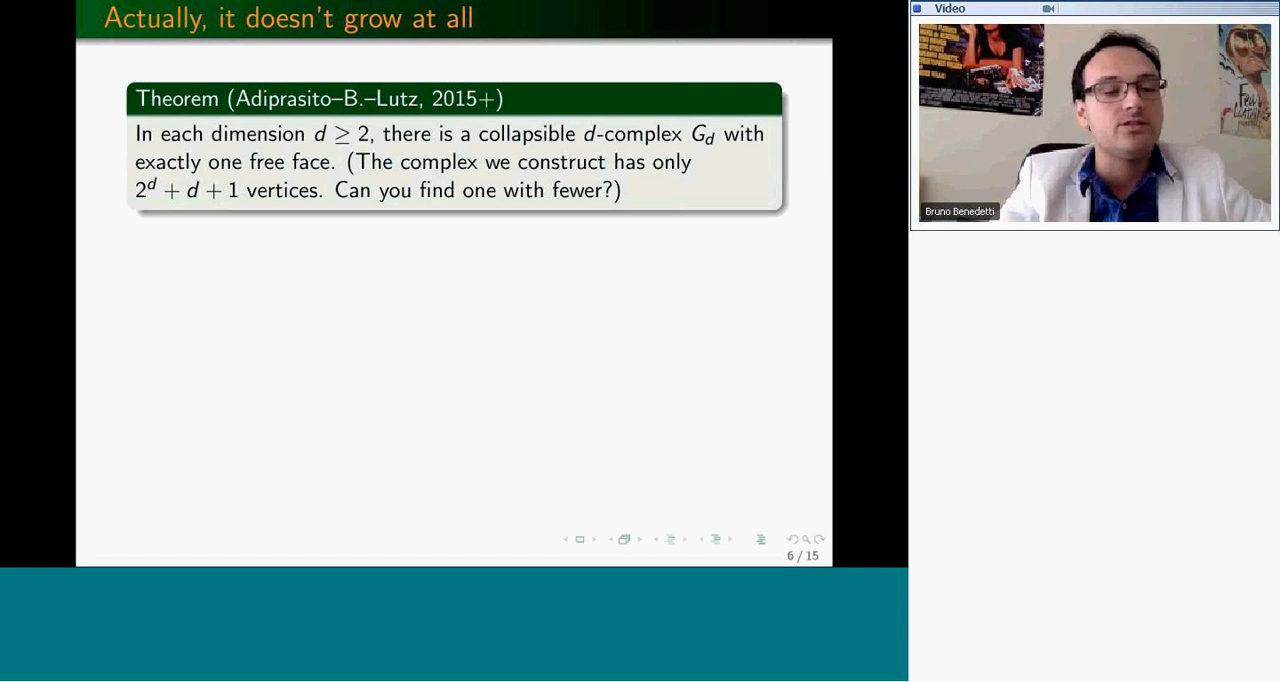 Actually, it doesn't grow at all
Theorem (Adiprasito–B.–Lutz, 2015+)
In each dimension d ≥ 2, there is a collapsible d-complex G_d with
exactly one free face. (The complex we construct has only
2^d + d + 1 vertices. Can you find one with fewer?)
6 / 15
Video
Bruno Benedetti